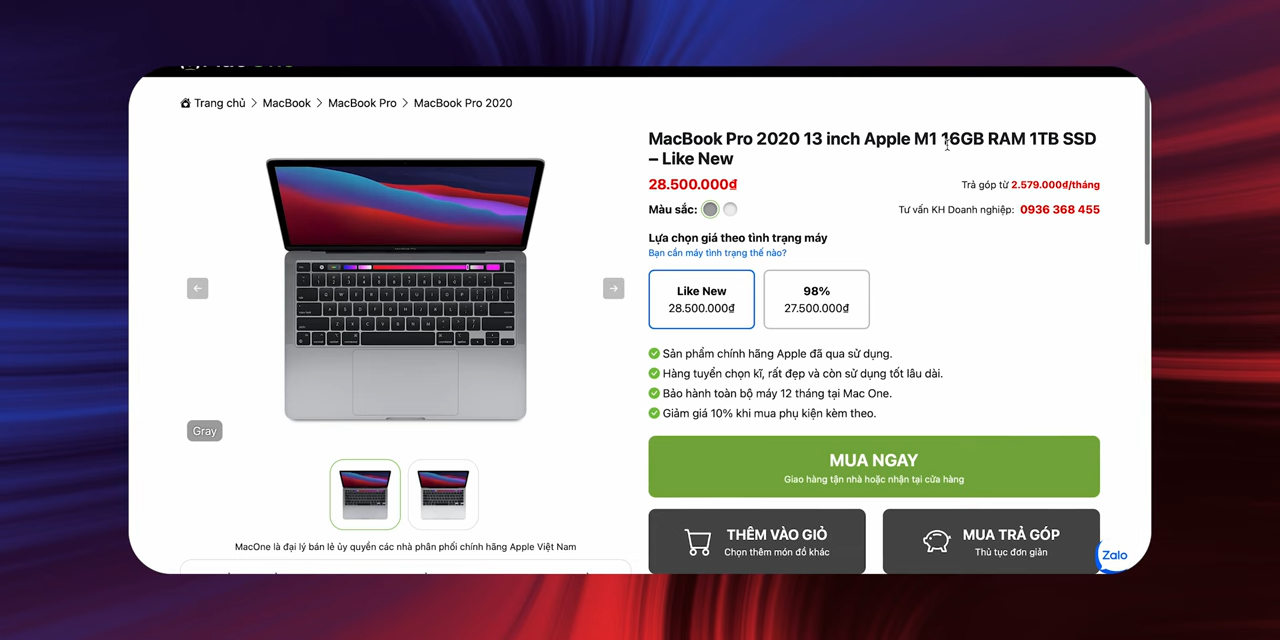 Trang chủ > MacBook > MacBook Pro > MacBook Pro 2020
MacBook Pro 2020 13 inch Apple M1 16GB RAM 1TB SSD
– Like New
28.500.000₫
Trả góp từ 2.579.000₫/tháng
Màu sắc:
Tư vấn KH Doanh nghiệp: 0936 368 455
Lựa chọn giá theo tình trạng máy
Bạn cần máy tình trạng thế nào?
Like New
28.500.000₫
98%
27.500.000₫
Sản phẩm chính hãng Apple đã qua sử dụng.
Hàng tuyển chọn kĩ, rất đẹp và còn sử dụng tốt lâu dài.
Bảo hành toàn bộ máy 12 tháng tại Mac One.
Giảm giá 10% khi mua phụ kiện kèm theo.
Gray
MUA NGAY
Giao hàng tận nhà hoặc nhận tại cửa hàng
THÊM VÀO GIỎ
Chọn thêm món đồ khác
MUA TRẢ GÓP
Thủ tục đơn giản
MacOne là đại lý bán lẻ ủy quyền các nhà phân phối chính hãng Apple Việt Nam
Zalo